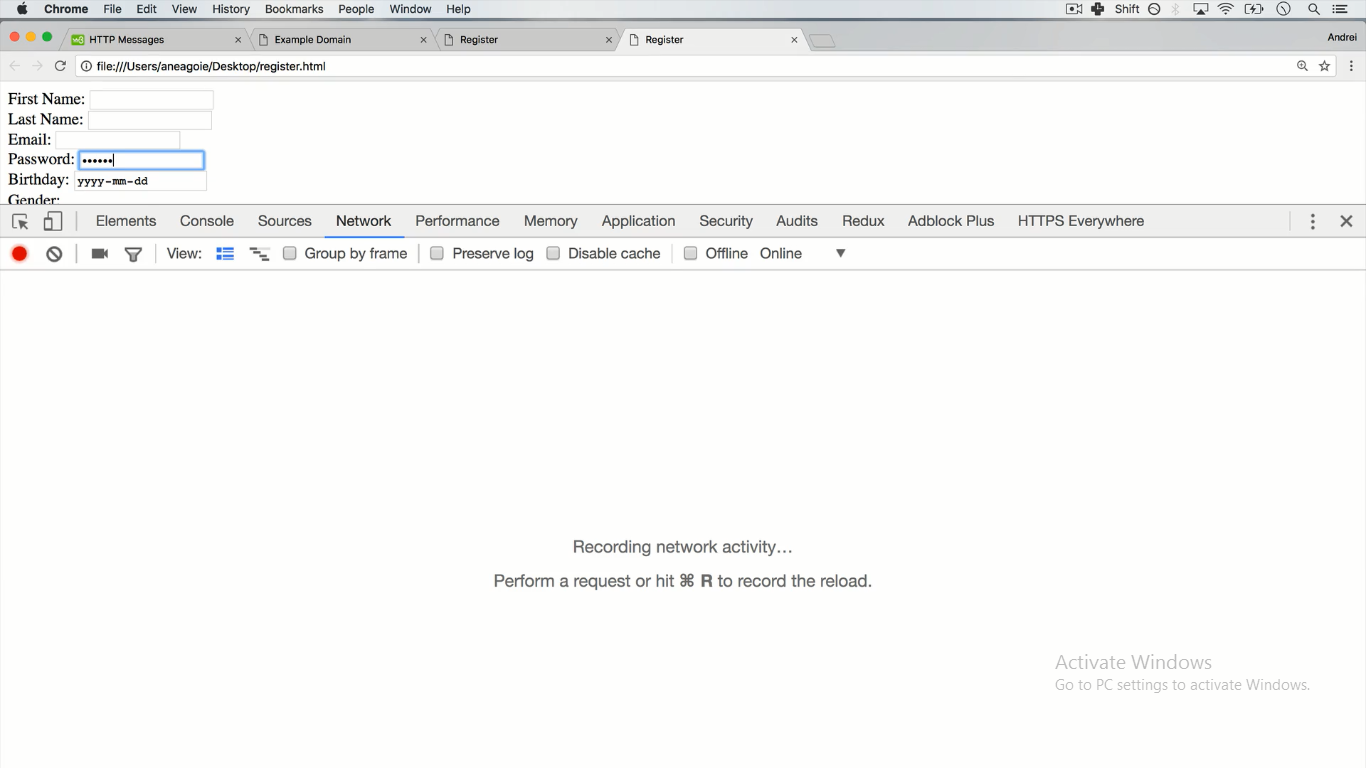 Chrome File Edit View History Bookmarks People Window Help Shift
HTTP Messages Example Domain Register Register Andrei
file:///Users/aneagoie/Desktop/register.html
First Name:
Last Name:
Email:
Password: ••••••
Birthday: yyyy-mm-dd
Gender:
Elements Console Sources Network Performance Memory Application Security Audits Redux Adblock Plus HTTPS Everywhere
View: Group by frame Preserve log Disable cache Offline Online
Recording network activity…
Perform a request or hit ⌘ R to record the reload.
Activate Windows
Go to PC settings to activate Windows.